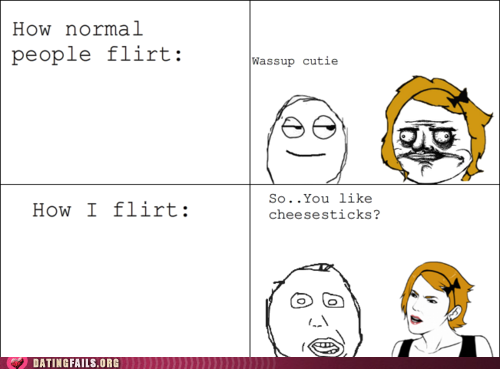 How normal
people flirt:
Wassup cutie
How I flirt:
So..You like
cheesesticks?
DATINGFAILS.ORG